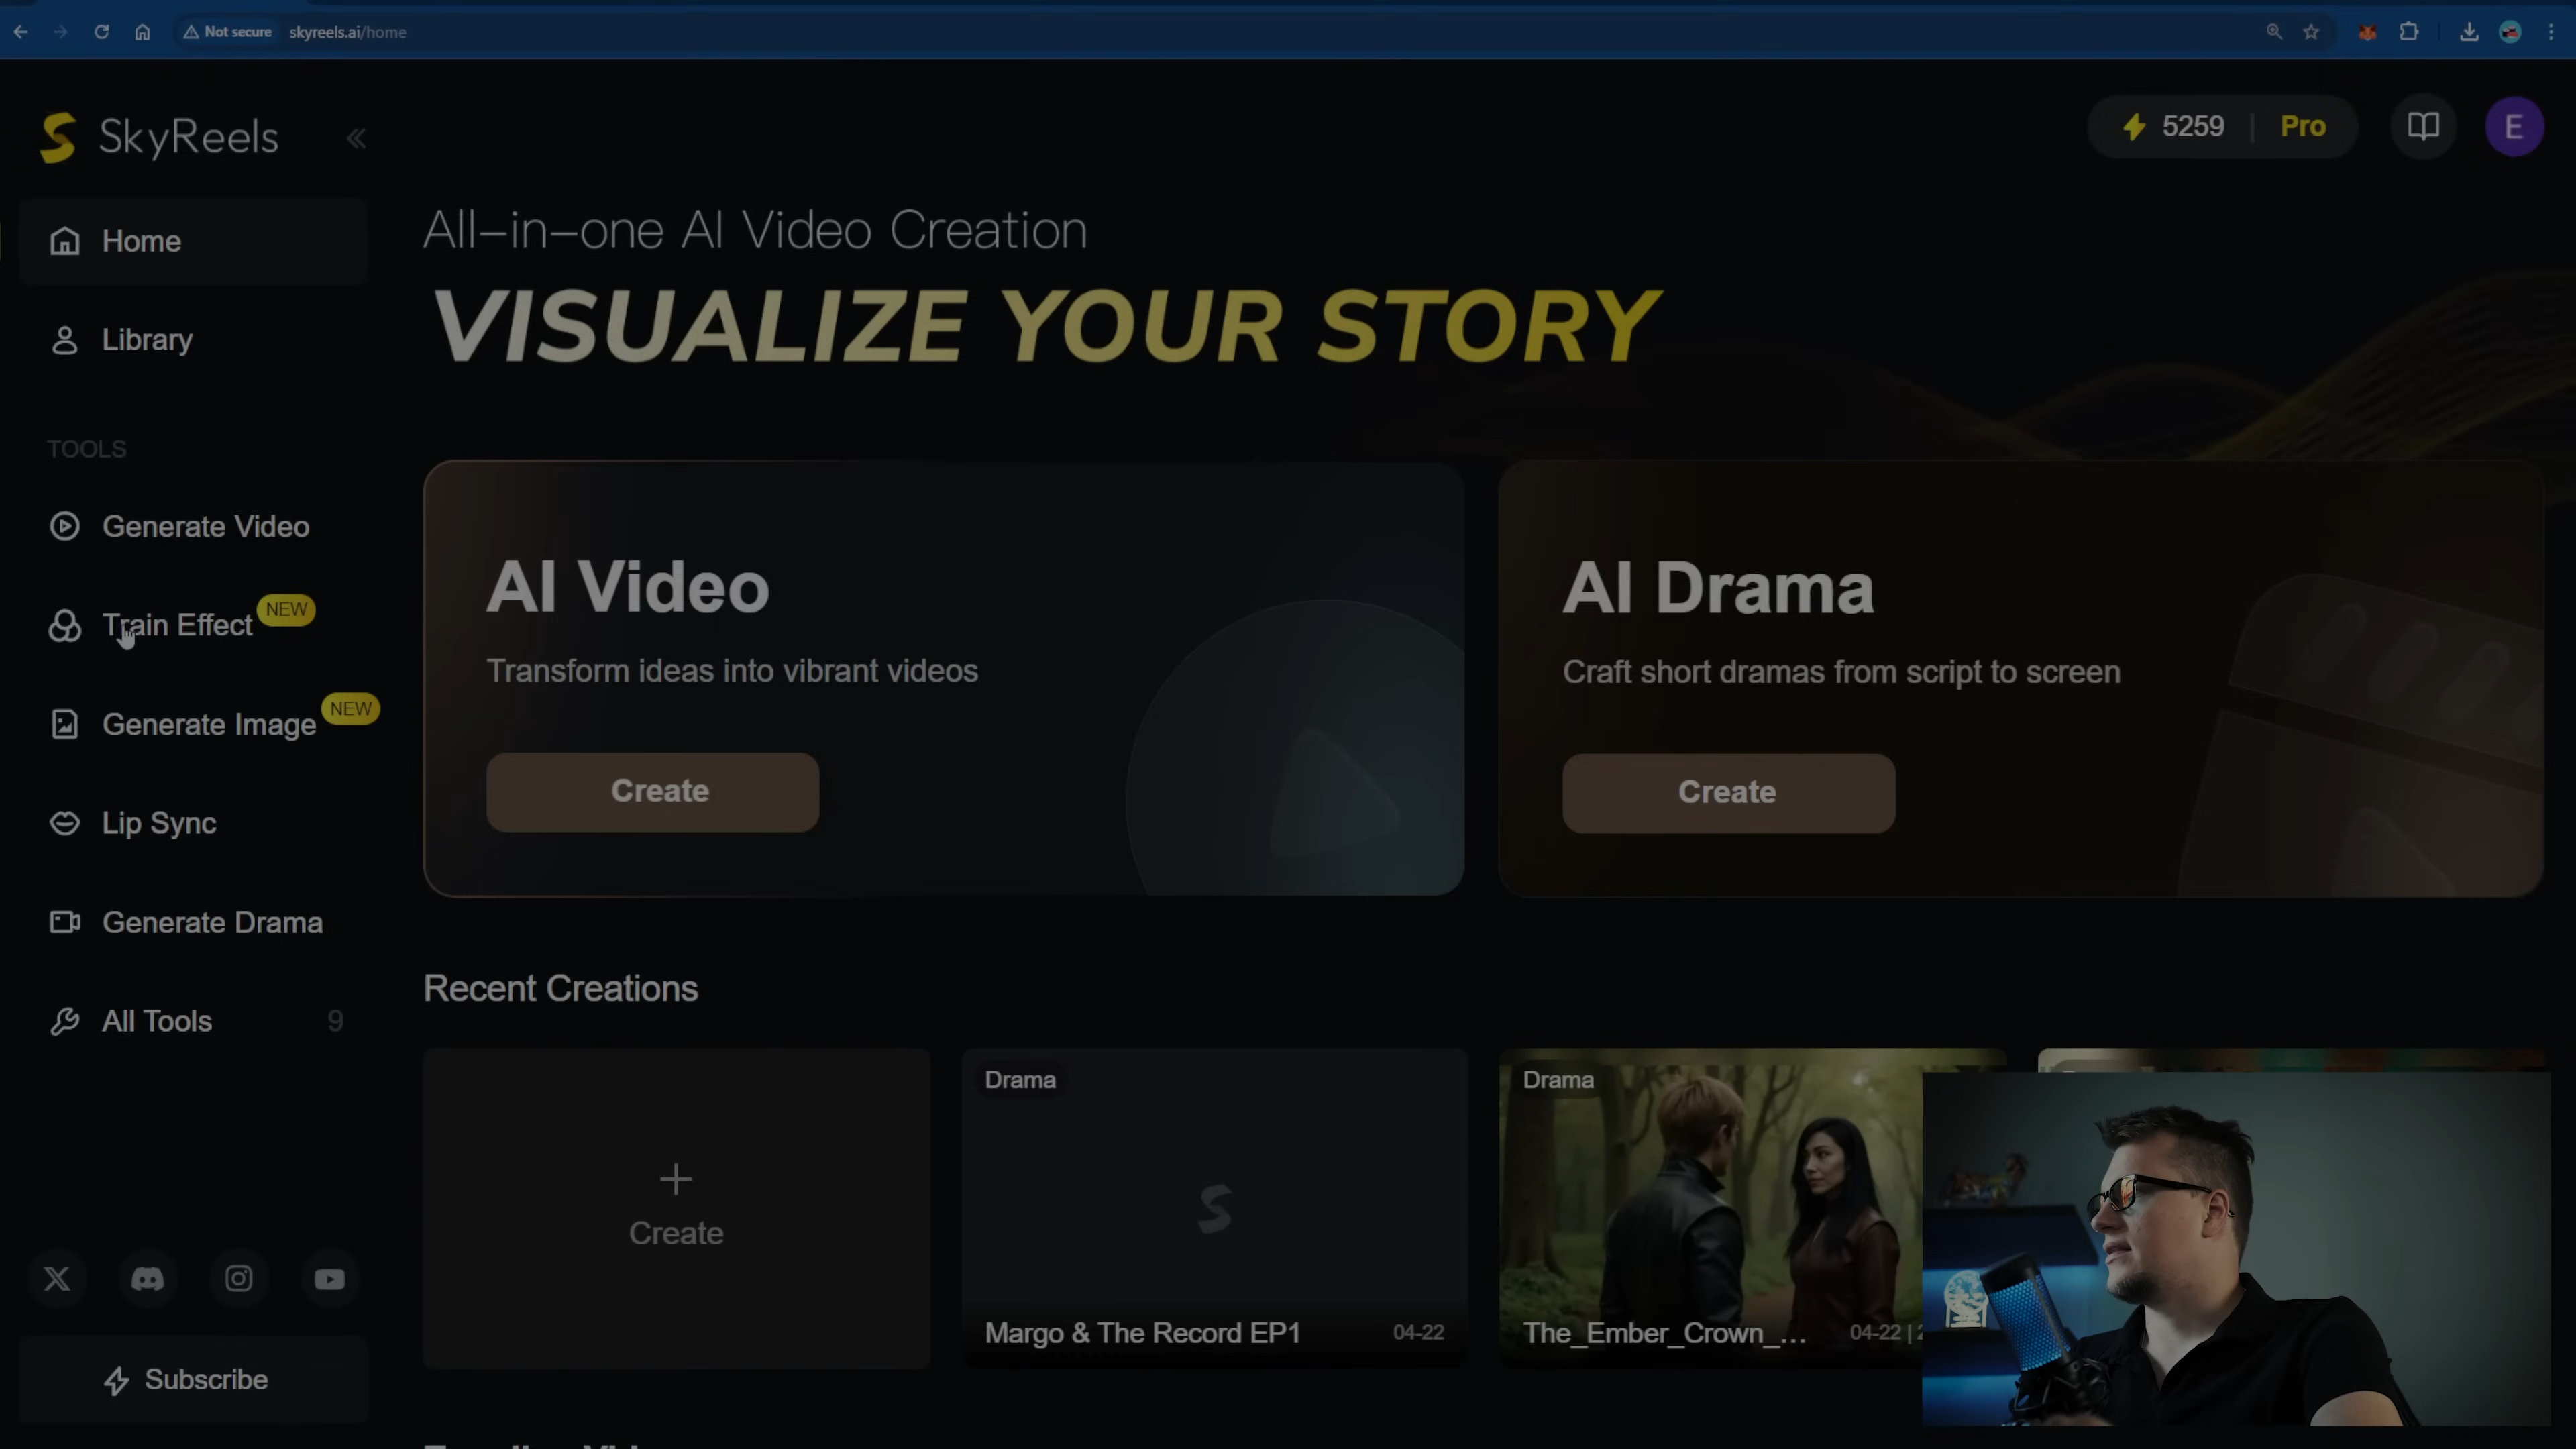 Not secure skyreels.ai/home
SkyReels
5259 | Pro
E
Home
Library
TOOLS
Generate Video
Train Effect NEW
Generate Image NEW
Lip Sync
Generate Drama
All Tools 9
Subscribe
All-in-one AI Video Creation
VISUALIZE YOUR STORY
AI Video
Transform ideas into vibrant videos
Create
AI Drama
Craft short dramas from script to screen
Create
Recent Creations
Create
Drama
Margo & The Record EP1 04-22
Drama
The_Ember_Crown_... 04-22 |